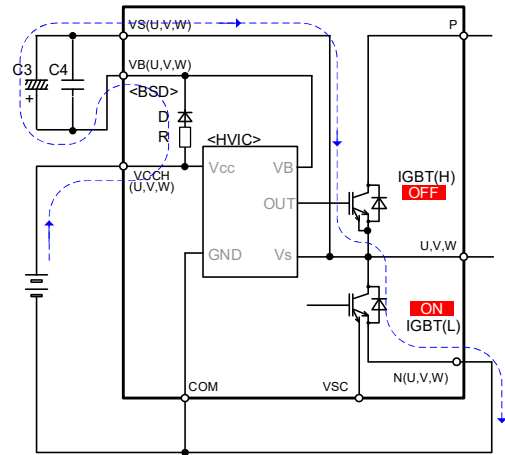 VS(U,V,W)
P
VB(U,V,W)
C3
C4
+
<BSD>
D
R
<HVIC>
Vcc
VB
VCCH
(U,V,W)
IGBT(H)
OFF
OUT
U,V,W
GND
Vs
ON
IGBT(L)
N(U,V,W)
COM
VSC